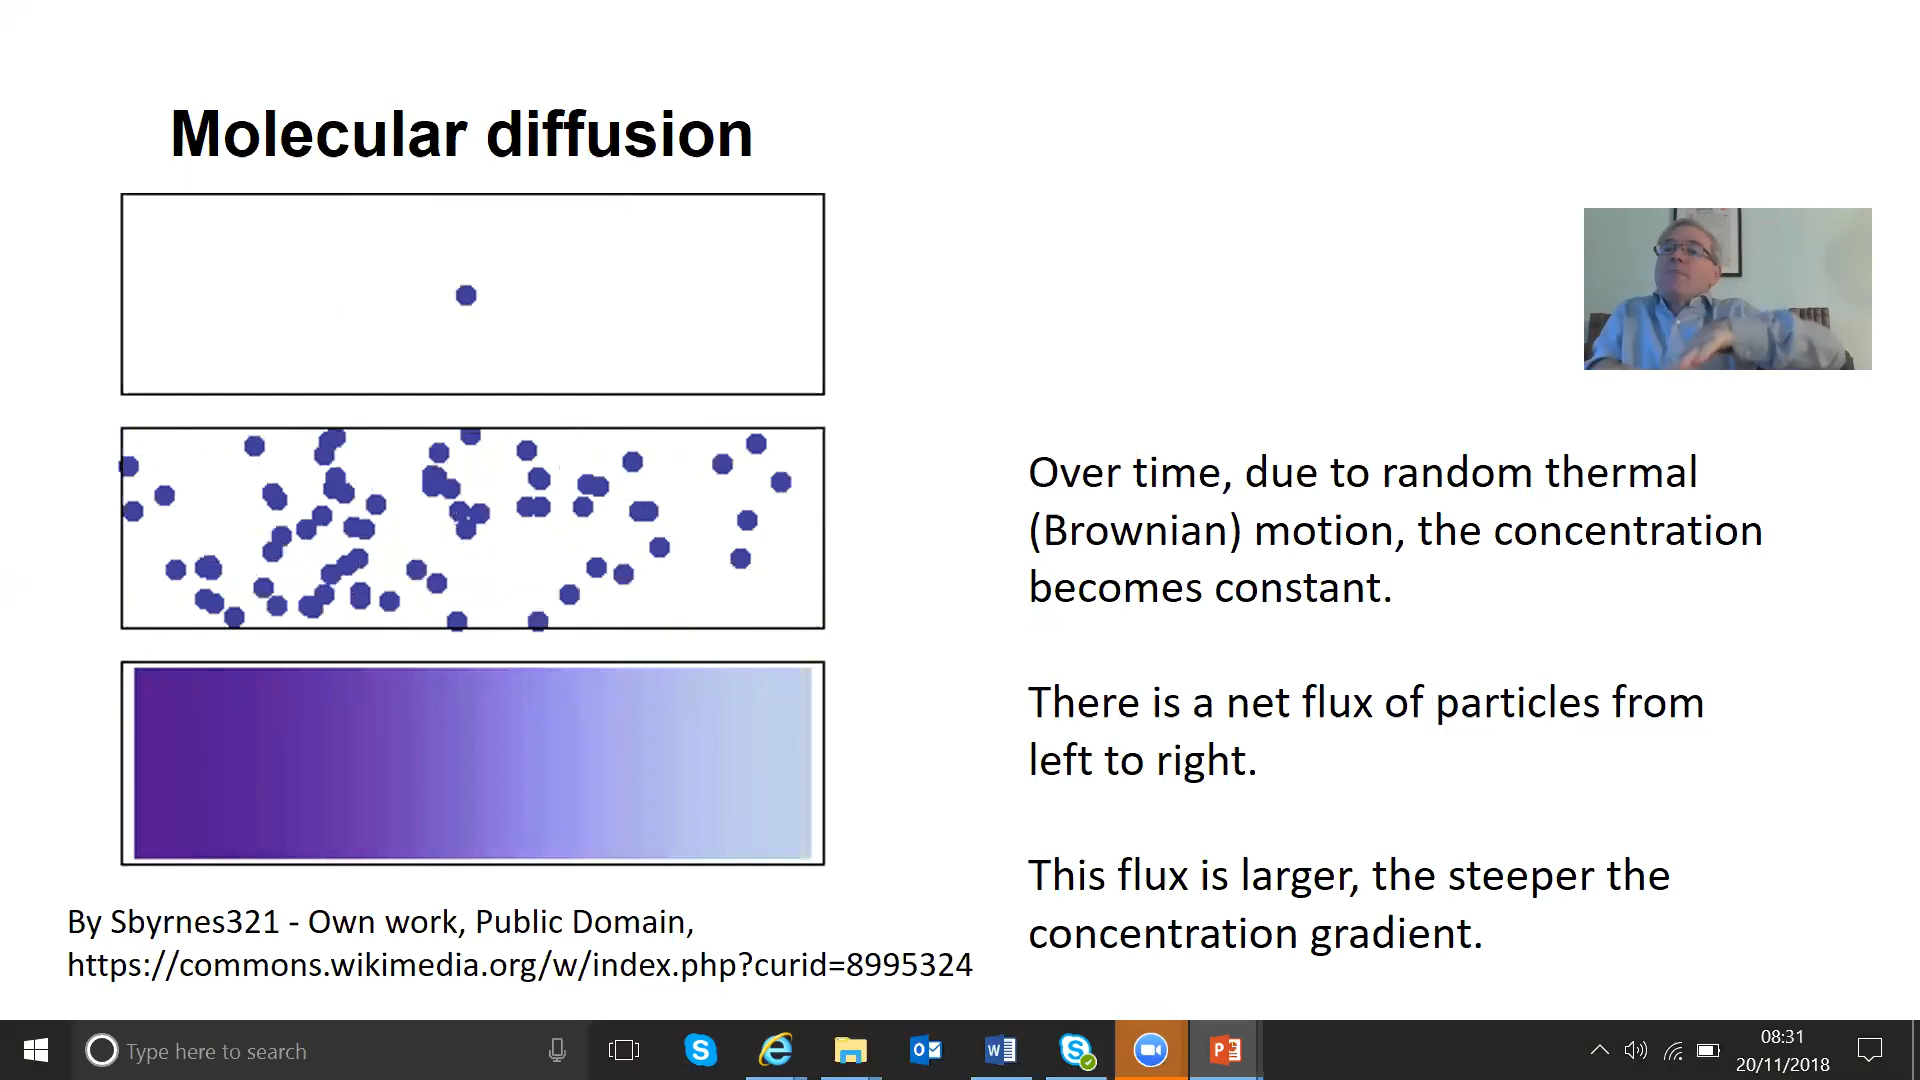 Molecular diffusion
Over time, due to random thermal
(Brownian) motion, the concentration
becomes constant.
There is a net flux of particles from
left to right.
This flux is larger, the steeper the
concentration gradient.
By Sbyrnes321 - Own work, Public Domain,
https://commons.wikimedia.org/w/index.php?curid=8995324
Type here to search
08:31
20/11/2018